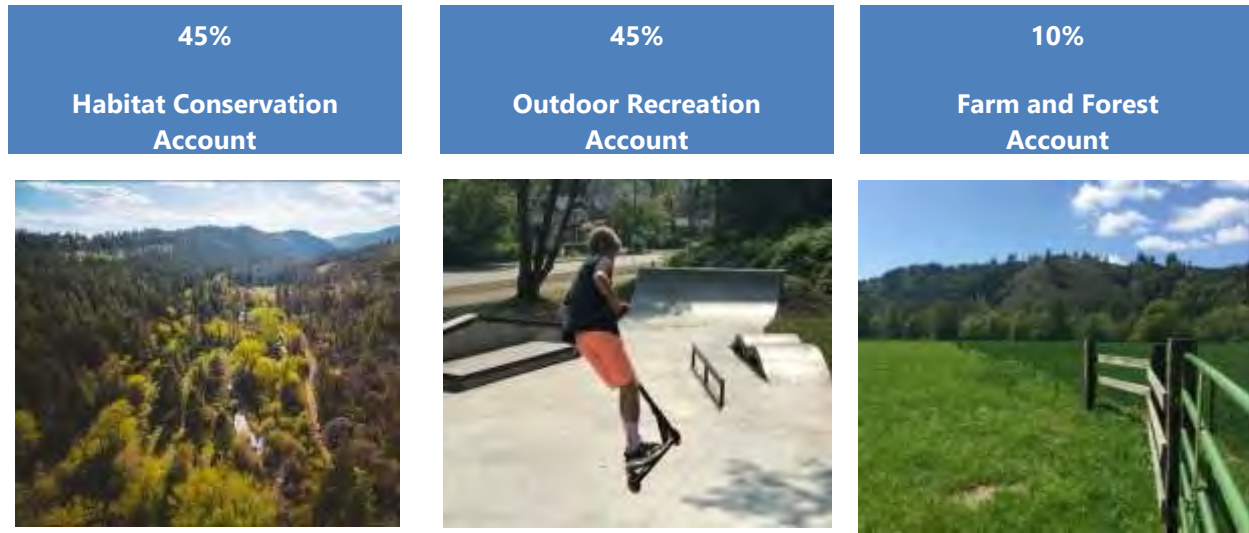 45%
Habitat Conservation
Account
45%
Outdoor Recreation
Account
10%
Farm and Forest
Account